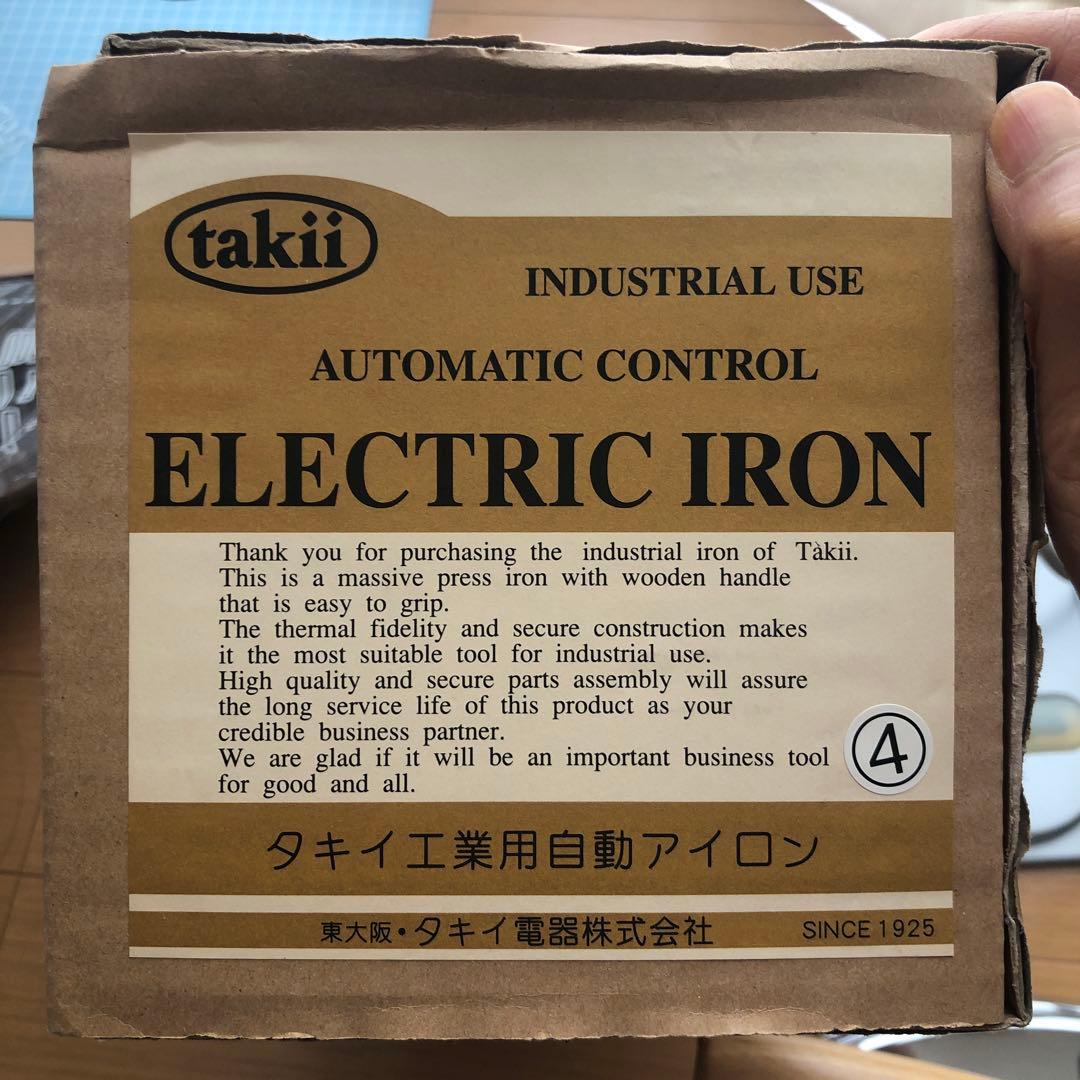 takii
INDUSTRIAL USE
AUTOMATIC CONTROL
ELECTRIC IRON
Thank you for purchasing the industrial iron of Tàkii.
This is a massive press iron with wooden handle
that is easy to grip.
The thermal fidelity and secure construction makes
it the most suitable tool for industrial use.
High quality and secure parts assembly will assure
the long service life of this product as your
credible business partner.
We are glad if it will be an important business tool
for good and all.
④
タキイ工業用自動アイロン
東大阪・タキイ電器株式会社 SINCE 1925